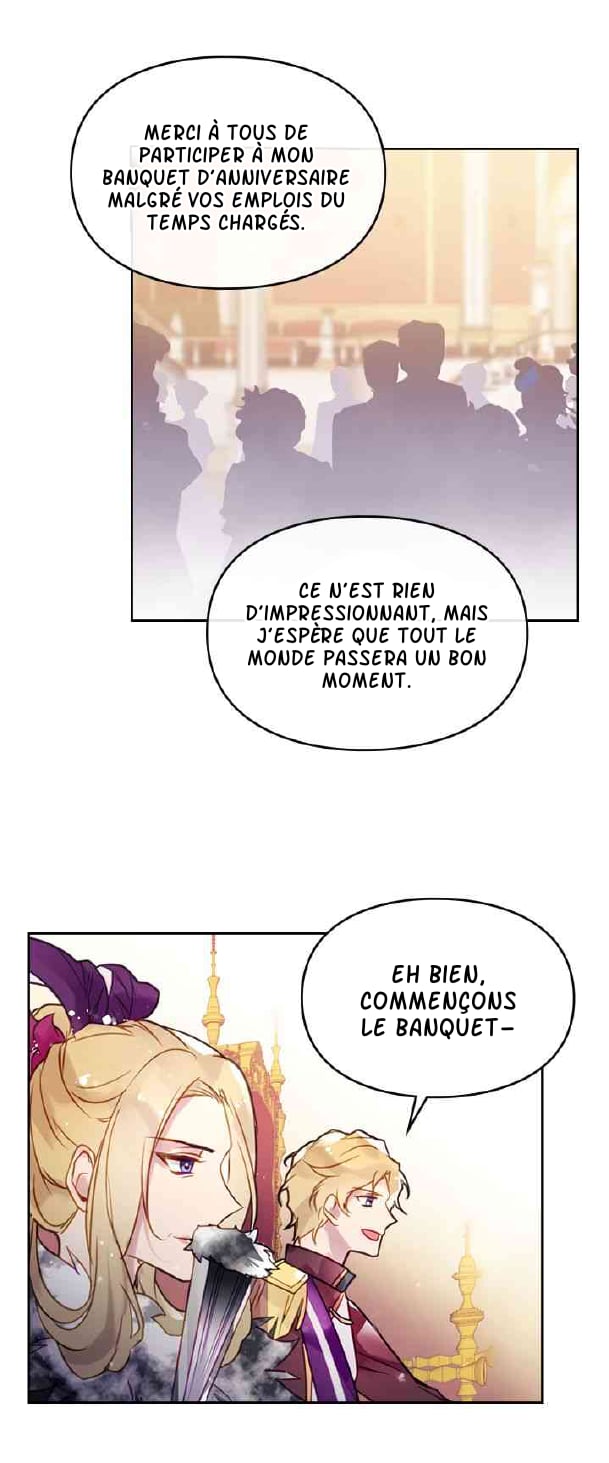 MERCI À TOUS DE
PARTICIPER À MON
BANQUET D'ANNIVERSAIRE
MALGRÉ VOS EMPLOIS DU
TEMPS CHARGÉS.
CE N'EST RIEN
D'IMPRESSIONNANT, MAIS
J'ESPÈRE QUE TOUT LE
MONDE PASSERA UN BON
MOMENT.
EH BIEN,
COMMENÇONS
LE BANQUET-